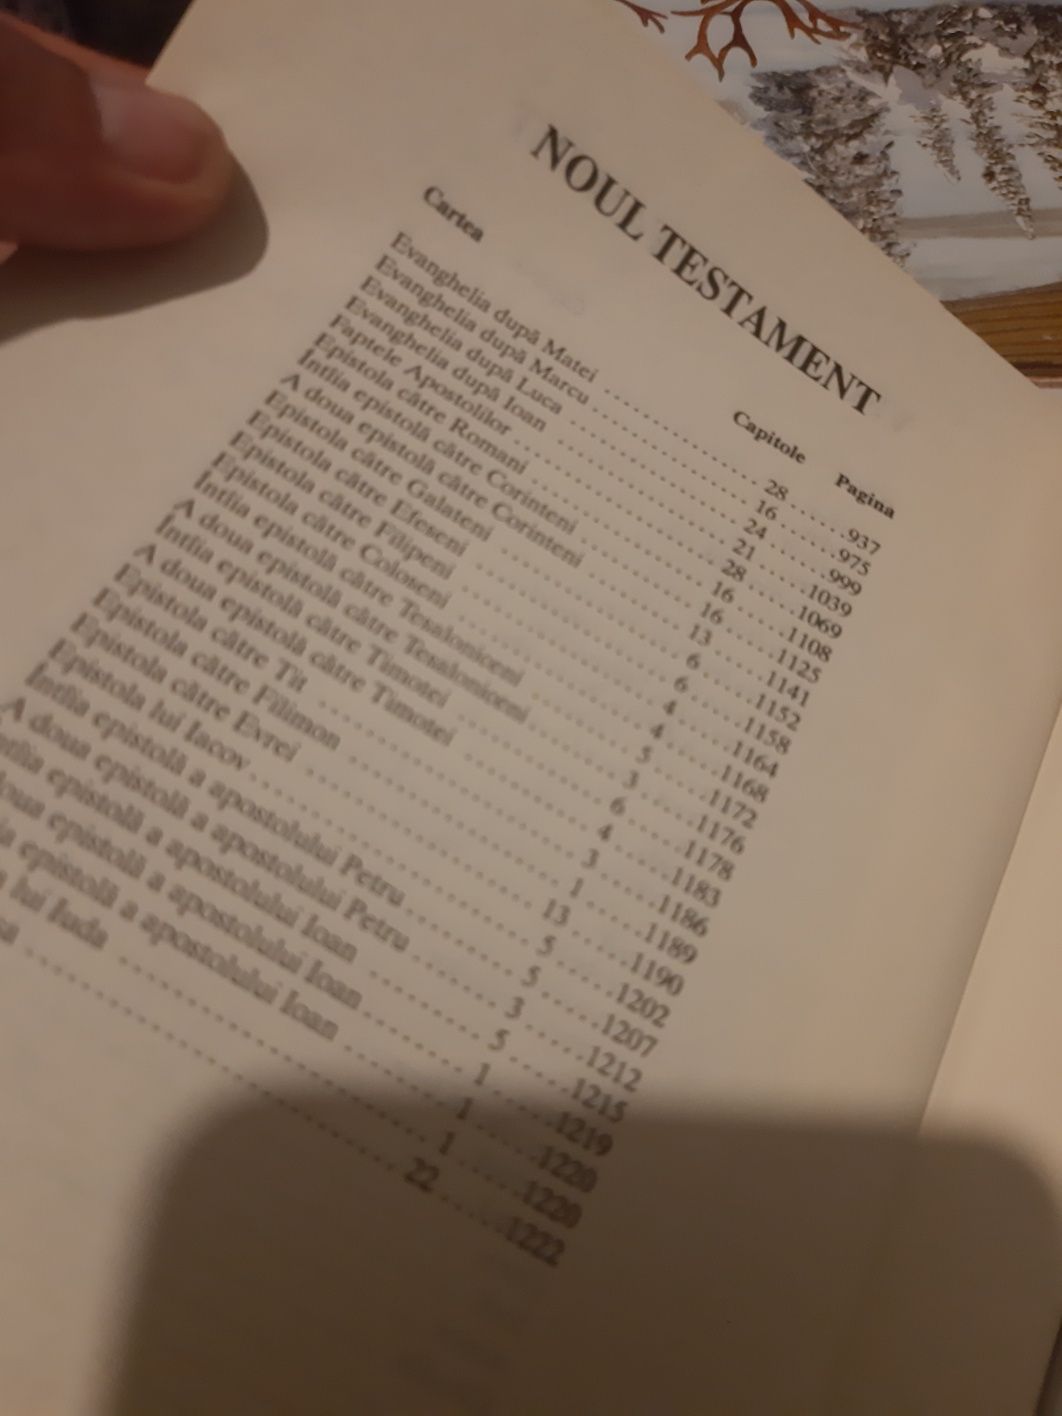 NOUL TESTAMENT
Cartea Capitole Pagina
Evanghelia după Matei 28 937
Evanghelia după Marcu 16 975
Evanghelia după Luca 24 999
Evanghelia după Ioan 21 1039
Faptele Apostolilor 28 1069
Epistola către Romani 16 1108
Întîia epistolă către Corinteni 16 1125
A doua epistolă către Corinteni 13 1141
Epistola către Galateni 6 1152
Epistola către Efeseni 6 1158
Epistola către Filipeni 4 1164
Epistola către Coloseni 4 1168
Întîia epistolă către Tesaloniceni 5 1172
A doua epistolă către Tesaloniceni 3 1176
Întîia epistolă către Timotei 6 1178
A doua epistolă către Timotei 4 1183
Epistola către Tit 3 1186
Epistola către Filimon 1 1189
Epistola către Evrei 13 1190
Epistola lui Iacov 5 1202
Întîia epistolă a apostolului Petru 5 1207
A doua epistolă a apostolului Petru 3 1212
epistolă a apostolului Ioan 5 1215
epistolă a apostolului Ioan 1 1219
epistolă a apostolului Ioan 1 1220
lui Iuda 1 1220
22 1222